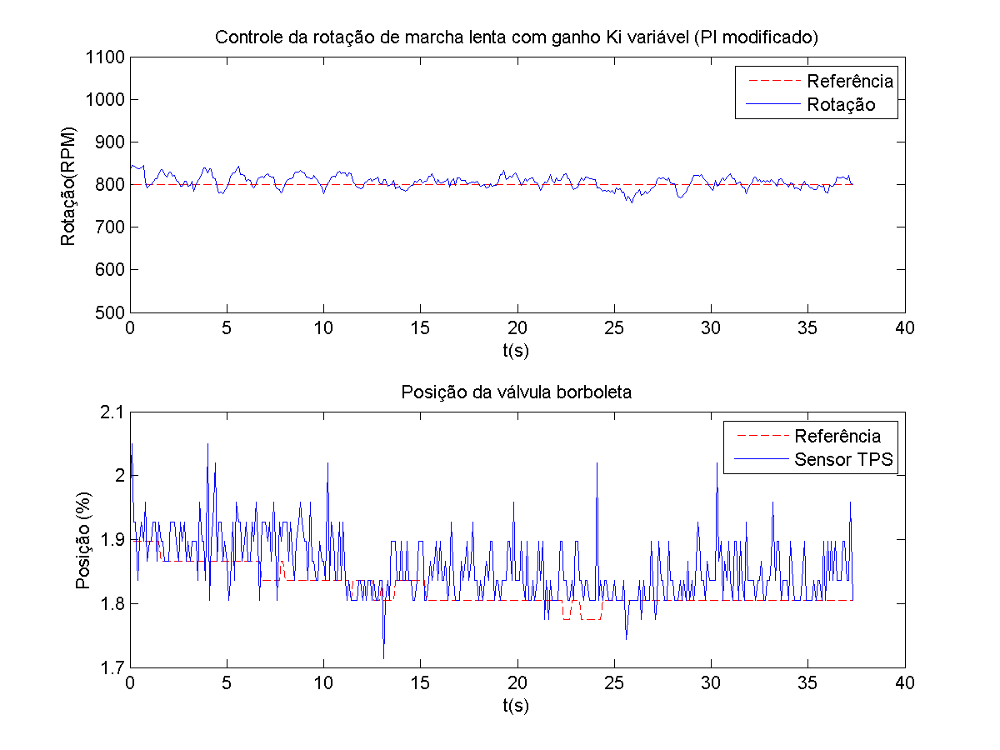 Controle da rotação de marcha lenta com ganho Ki variável (PI modificado)
1100
1000
900
800
700
600
500
Rotação(RPM)
Referência
Rotação
0 5 10 15 20 25 30 35 40
t(s)
Posição da válvula borboleta
2.1
2
1.9
1.8
1.7
Posição (%)
Referência
Sensor TPS
0 5 10 15 20 25 30 35 40
t(s)